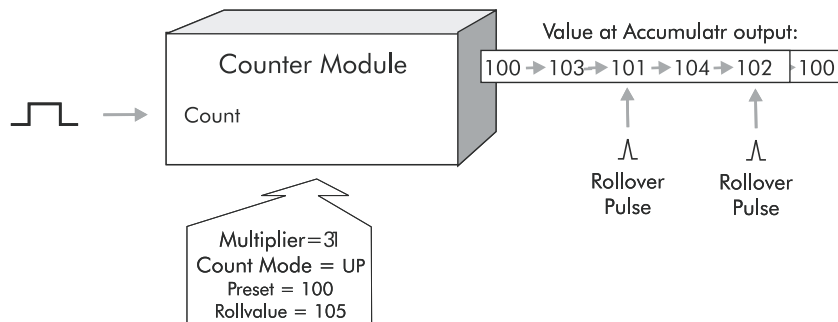 Value at Accumulatr output:
Counter Module
100 103 101 104 102 100
Count
Rollover
Pulse
Rollover
Pulse
Multiplier=31
Count Mode = UP
Preset = 100
Rollvalue = 105